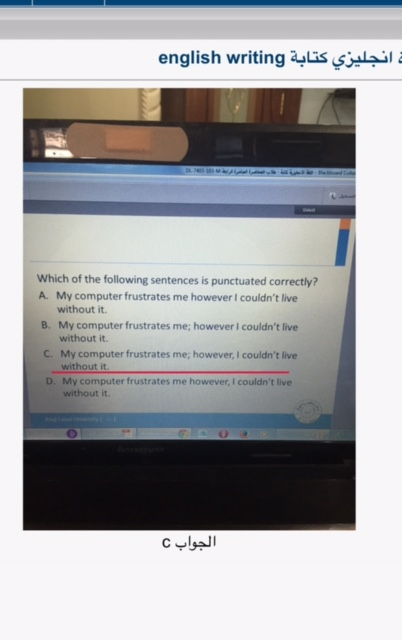 english writing انجليزي كتابة
Which of the following sentences is punctuated correctly?
A. My computer frustrates me however I couldn't live
without it.
B. My computer frustrates me; however I couldn't live
without it.
C. My computer frustrates me; however, I couldn't live
without it.
D. My computer frustrates me however, I couldn't live
without it.
الجواب C